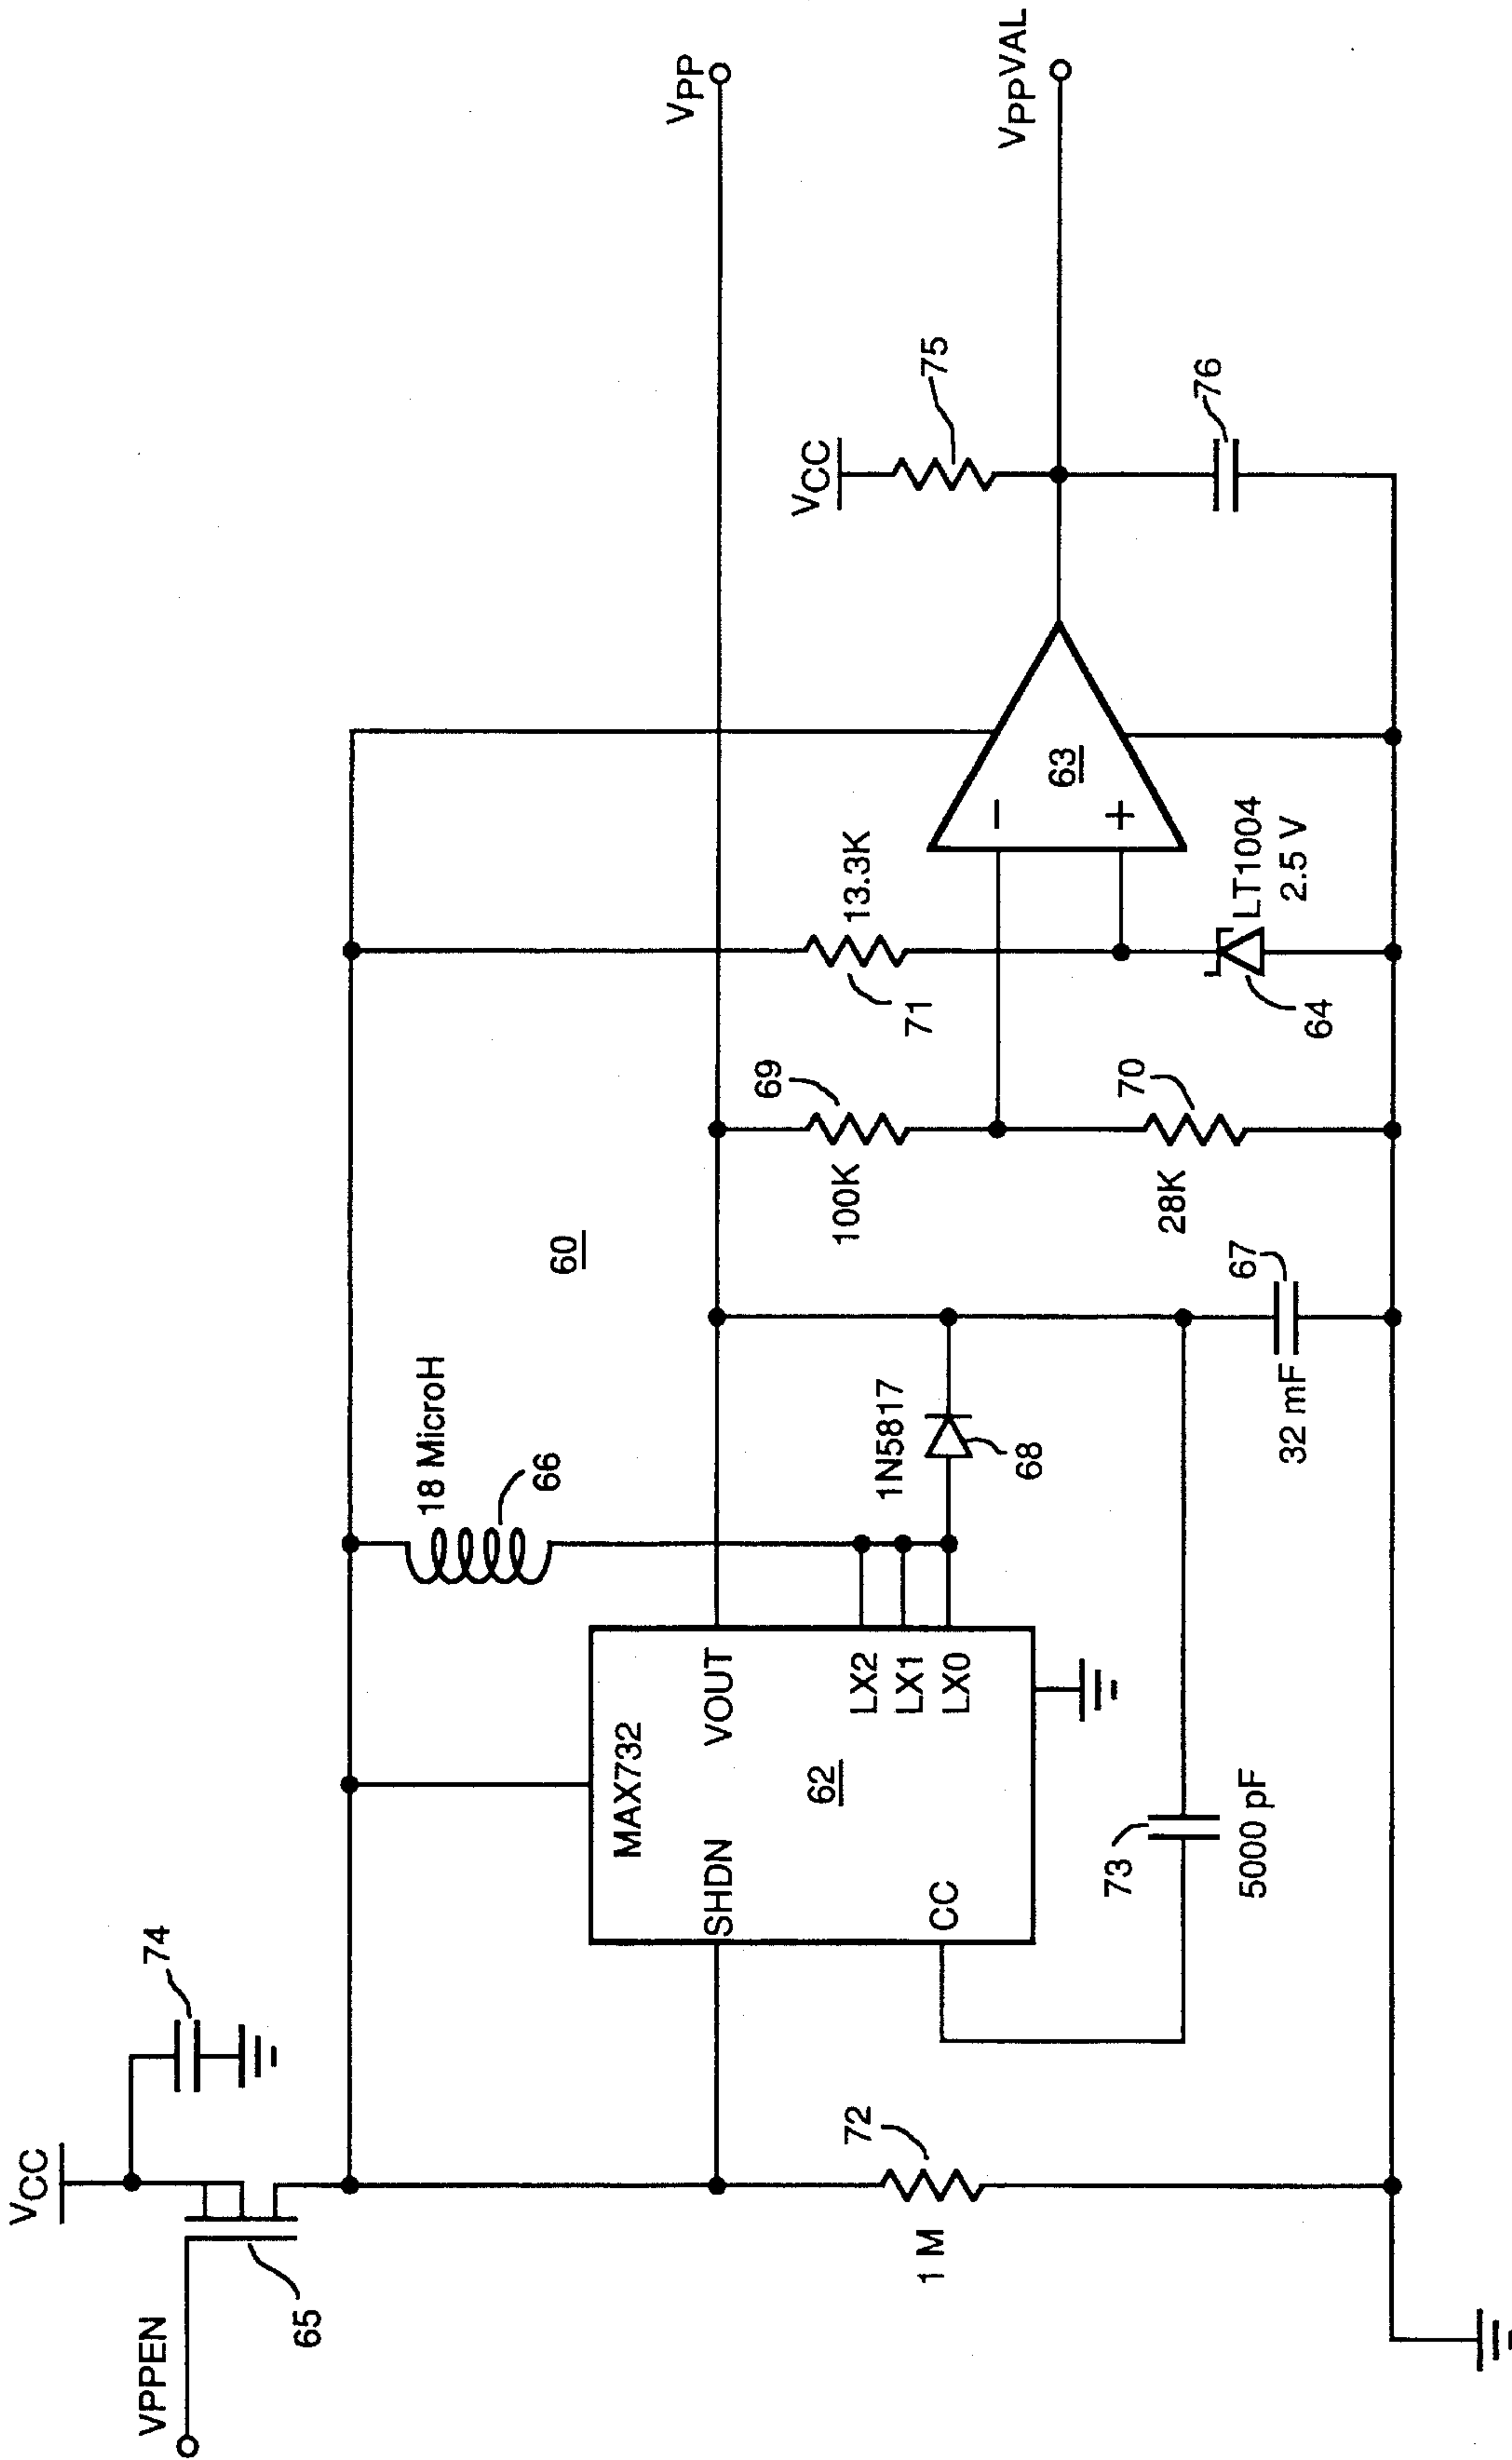 VPPEN
VCC
65
74
1 M
72
MAX732
SHDN
VOUT
CC
62
LX2
LX1
LX0
73
5000 pF
18 MicroH
66
1N5817
68
32 mF
67
60
69
100K
70
28K
71
13.3K
64
LT1004
2.5 V
−
+
63
VCC
75
76
VPP
VPPVAL